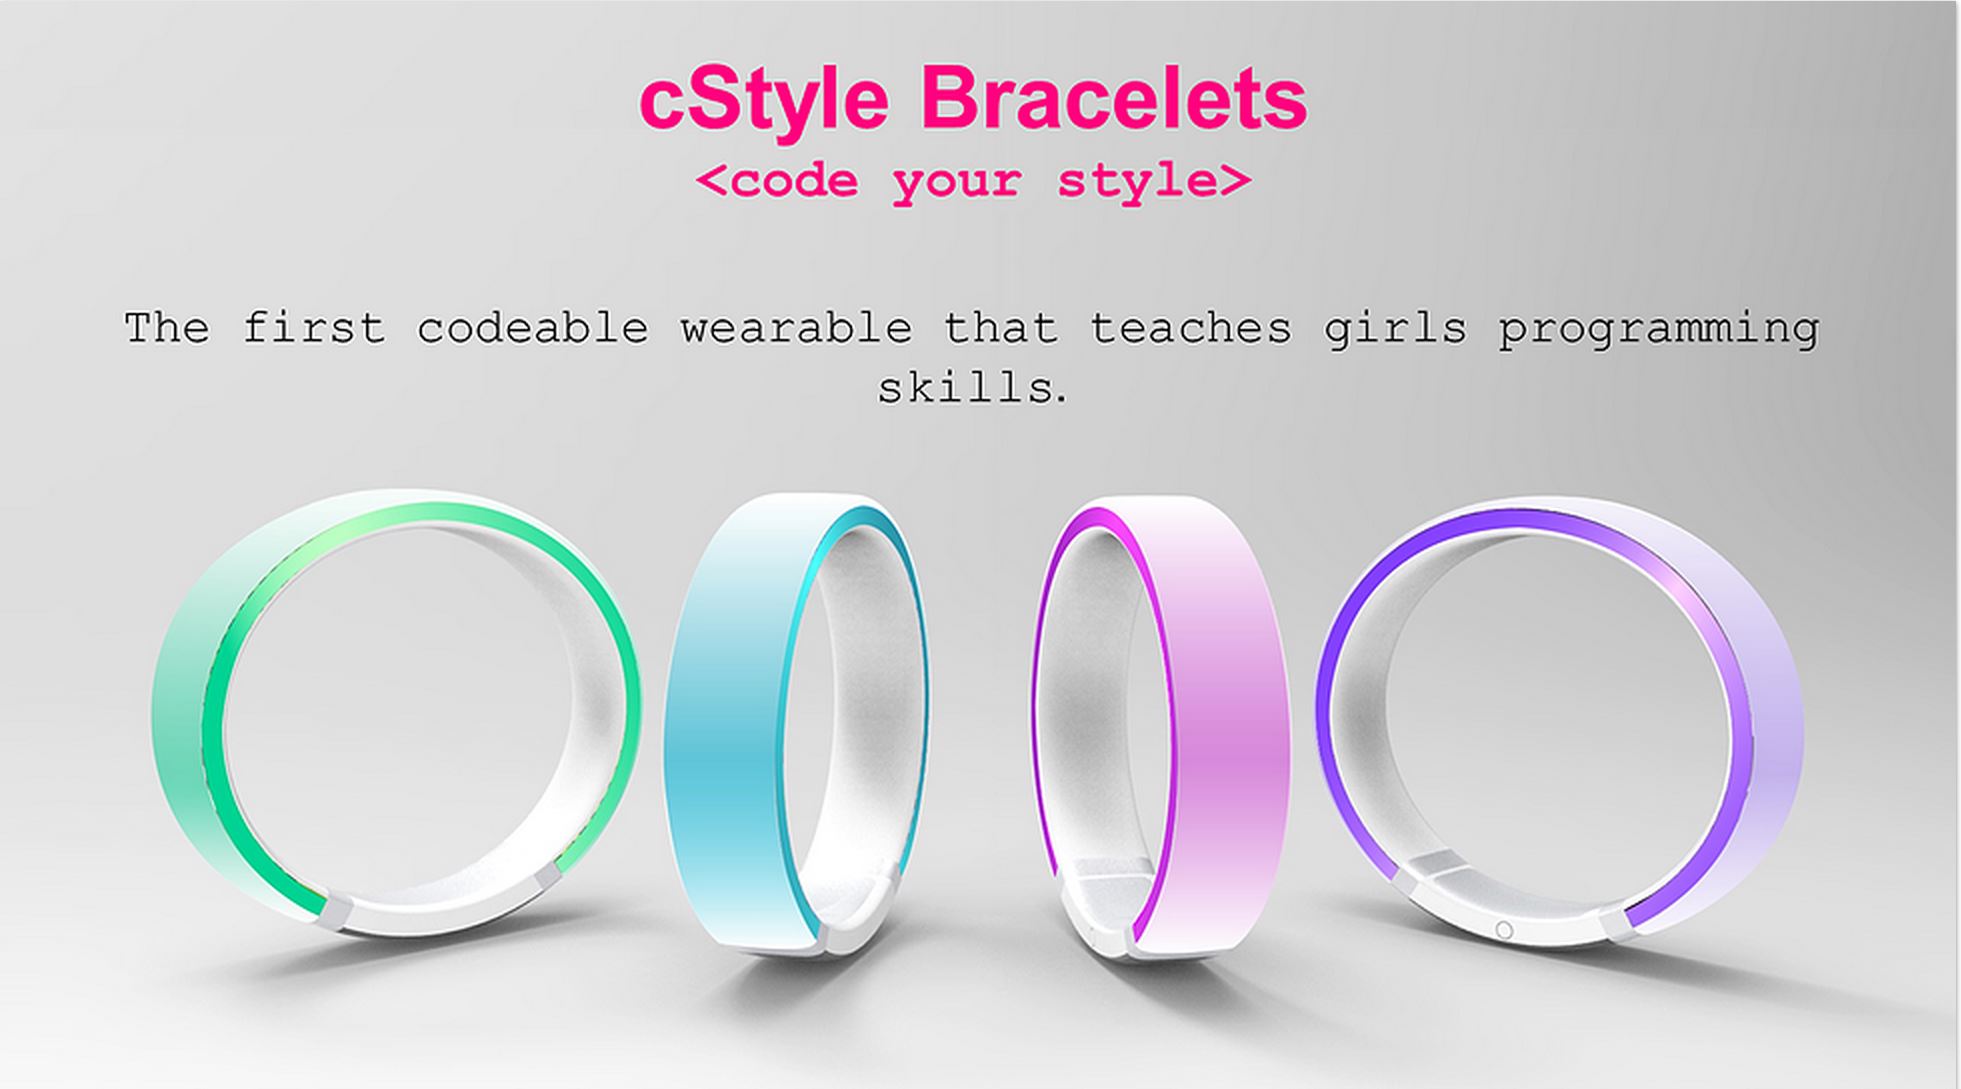 cStyle Bracelets
<code your style>
The first codeable wearable that teaches girls programming
skills.